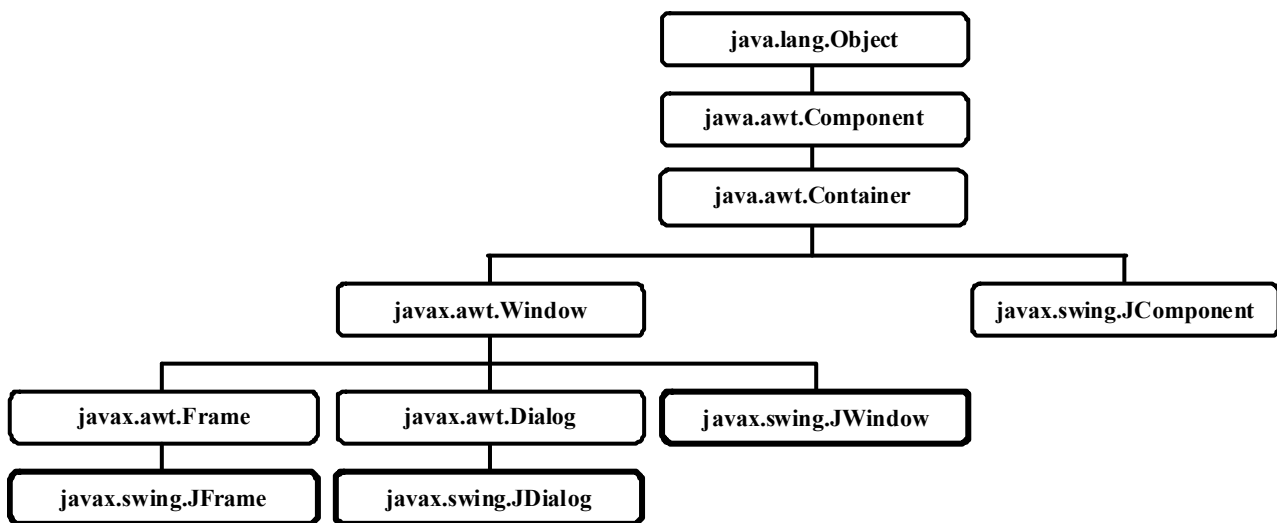 java.lang.Object
jawa.awt.Component
java.awt.Container
javax.awt.Window
javax.swing.JComponent
javax.awt.Frame
javax.awt.Dialog
javax.swing.JWindow
javax.swing.JFrame
javax.swing.JDialog